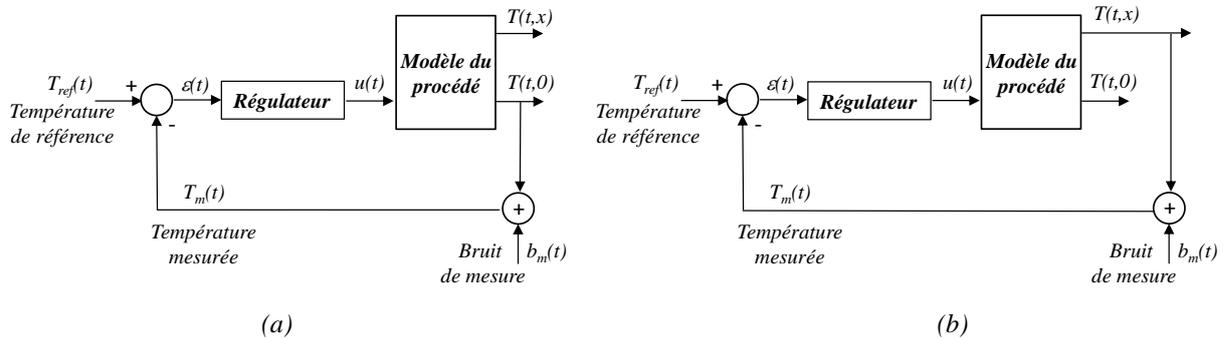 T(t,x)
Modèle du
procédé
T(t,0)
T_ref(t)
+
ε(t)
Régulateur
u(t)
Température
de référence
-
T_m(t)
Température
mesurée
+
Bruit
de mesure
b_m(t)
(a)
T(t,x)
Modèle du
procédé
T(t,0)
T_ref(t)
+
ε(t)
Régulateur
u(t)
Température
de référence
-
T_m(t)
Température
mesurée
+
Bruit
de mesure
b_m(t)
(b)